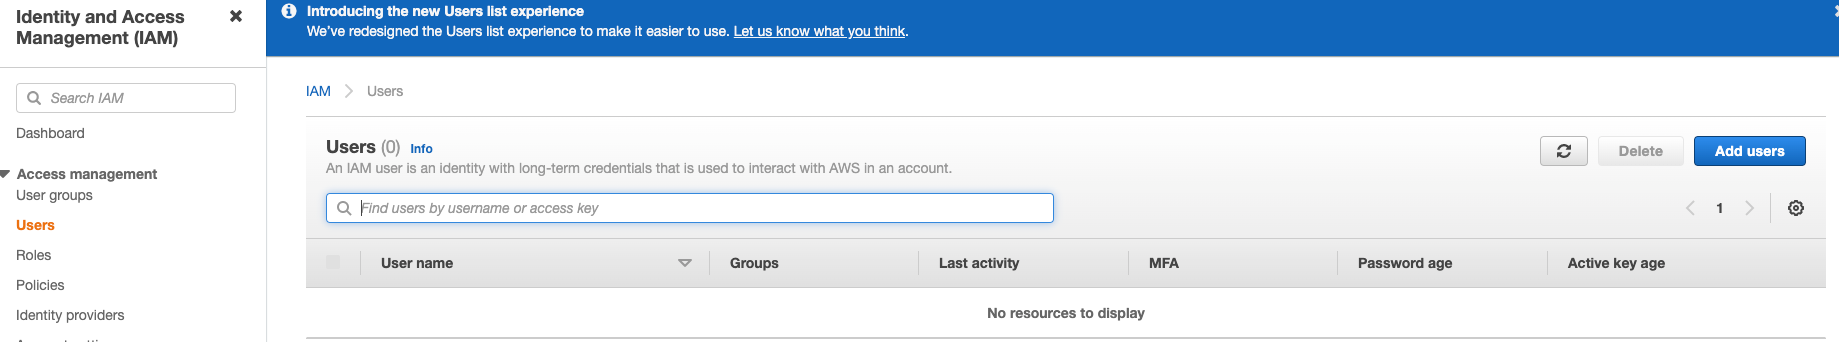 Identity and Access
Management (IAM)
Introducing the new Users list experience
We've redesigned the Users list experience to make it easier to use. Let us know what you think.
Search IAM
Dashboard
Access management
User groups
Users
Roles
Policies
Identity providers
IAM > Users
Users (0) Info
An IAM user is an identity with long-term credentials that is used to interact with AWS in an account.
Delete
Add users
Find users by username or access key
1
User name Groups Last activity MFA Password age Active key age
No resources to display